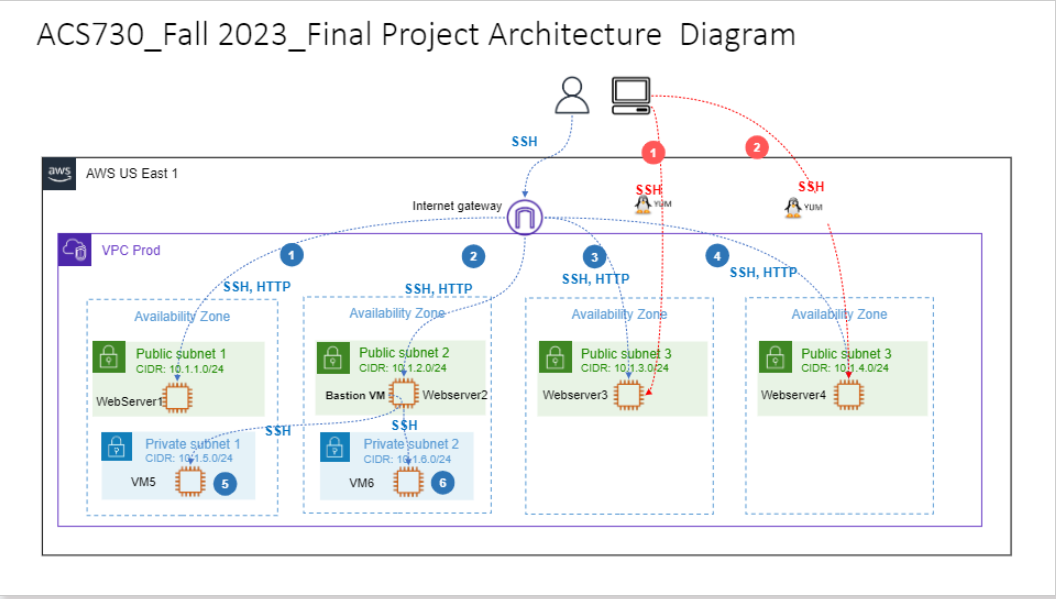 ACS730_Fall 2023_Final Project Architecture Diagram
SSH
1
2
aws
AWS US East 1
SSH
YUM
SSH
YUM
Internet gateway
VPC Prod
1
2
3
4
SSH, HTTP
SSH, HTTP
SSH, HTTP
SSH, HTTP
Availability Zone
Availability Zone
Availability Zone
Availability Zone
Public subnet 1
CIDR: 10.1.1.0/24
WebServer1
Public subnet 2
CIDR: 10.1.2.0/24
Bastion VM
Webserver2
Public subnet 3
CIDR: 10.1.3.0/24
Webserver3
Public subnet 3
CIDR: 10.1.4.0/24
Webserver4
SSH
SSH
Private subnet 1
CIDR: 10.1.5.0/24
VM5
5
Private subnet 2
CIDR: 10.1.6.0/24
VM6
6